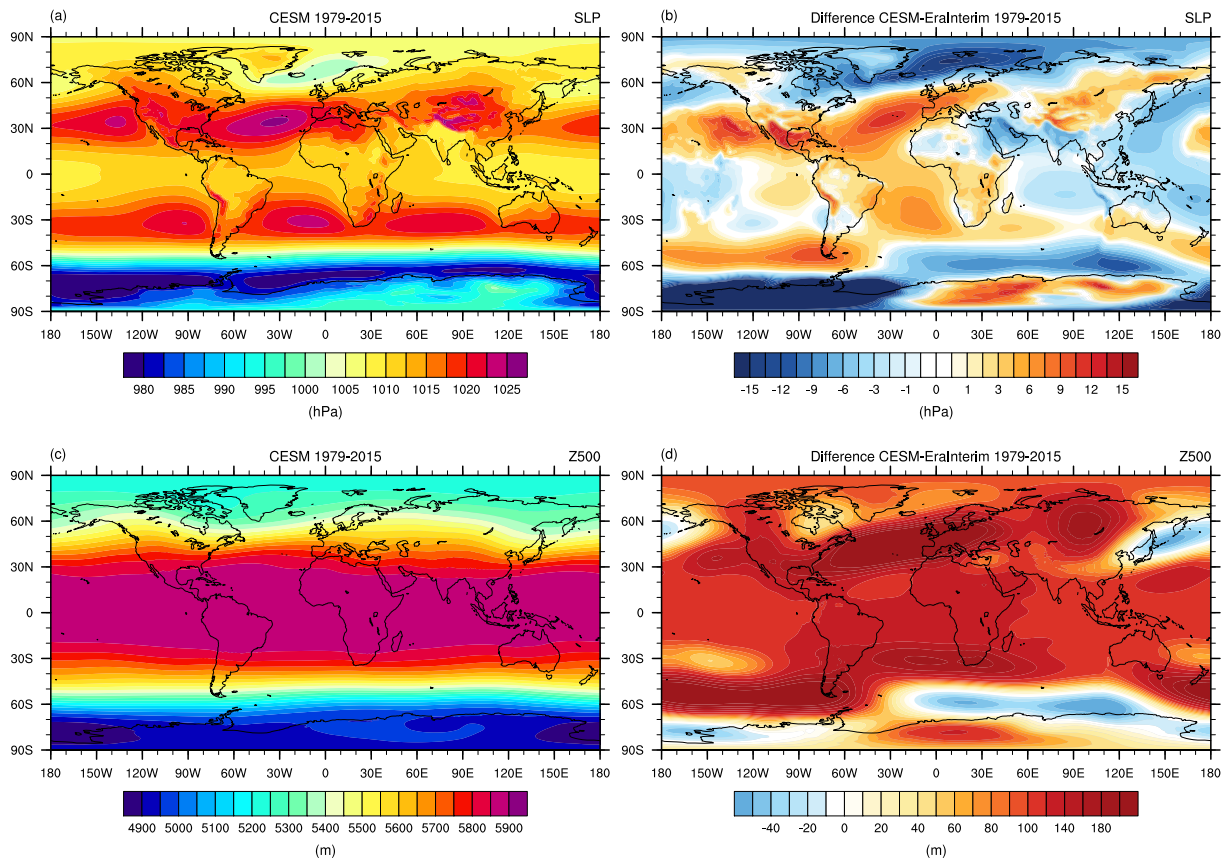 (a) CESM 1979-2015 SLP
90N
60N
30N
0
30S
60S
90S
180 150W 120W 90W 60W 30W 0 30E 60E 90E 120E 150E 180
980 985 990 995 1000 1005 1010 1015 1020 1025
(hPa)
(b) Difference CESM-EraInterim 1979-2015 SLP
90N
60N
30N
0
30S
60S
90S
180 150W 120W 90W 60W 30W 0 30E 60E 90E 120E 150E 180
-15 -12 -9 -6 -3 -1 0 1 3 6 9 12 15
(hPa)
(c) CESM 1979-2015 Z500
90N
60N
30N
0
30S
60S
90S
180 150W 120W 90W 60W 30W 0 30E 60E 90E 120E 150E 180
4900 5000 5100 5200 5300 5400 5500 5600 5700 5800 5900
(m)
(d) Difference CESM-EraInterim 1979-2015 Z500
90N
60N
30N
0
30S
60S
90S
180 150W 120W 90W 60W 30W 0 30E 60E 90E 120E 150E 180
-40 -20 0 20 40 60 80 100 140 180
(m)